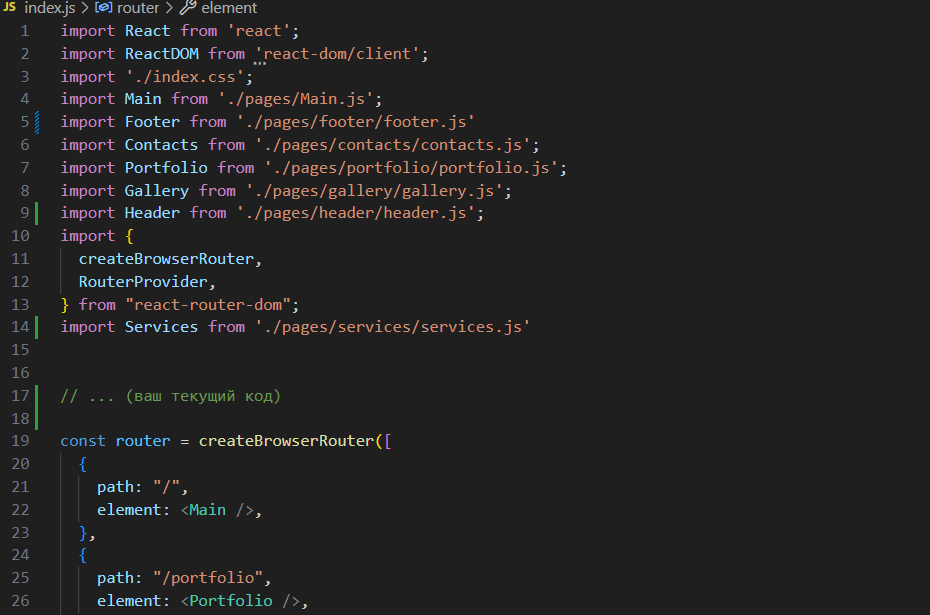 JS index.js > router > element
1 import React from 'react';
2 import ReactDOM from 'react-dom/client';
3 import './index.css';
4 import Main from './pages/Main.js';
5 import Footer from './pages/footer/footer.js'
6 import Contacts from './pages/contacts/contacts.js';
7 import Portfolio from './pages/portfolio/portfolio.js';
8 import Gallery from './pages/gallery/gallery.js';
9 import Header from './pages/header/header.js';
10 import {
11 createBrowserRouter,
12 RouterProvider,
13 } from "react-router-dom";
14 import Services from './pages/services/services.js'
15
16
17 // ... (ваш текущий код)
18
19 const router = createBrowserRouter([
20 {
21 path: "/",
22 element: <Main />,
23 },
24 {
25 path: "/portfolio",
26 element: <Portfolio />,